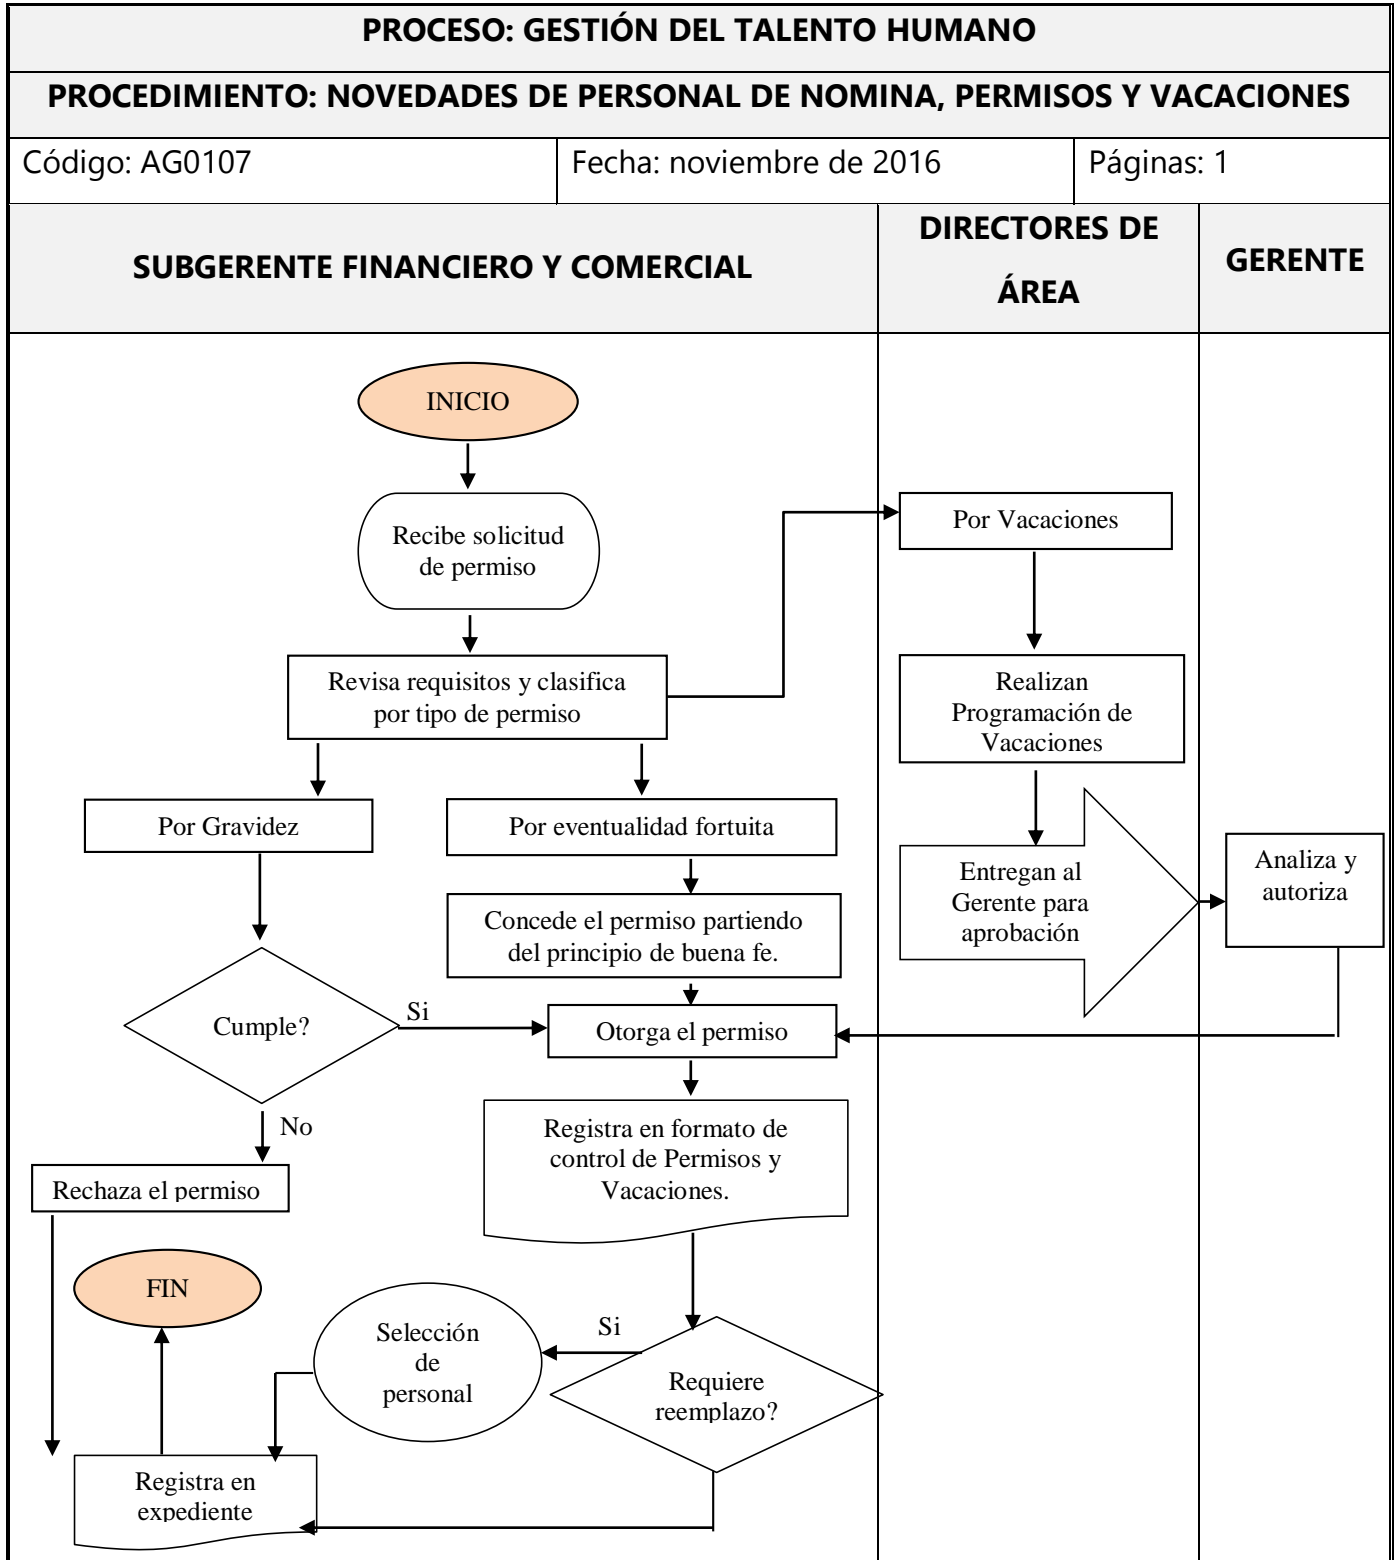 PROCESO: GESTIÓN DEL TALENTO HUMANO
PROCEDIMIENTO: NOVEDADES DE PERSONAL DE NOMINA, PERMISOS Y VACACIONES
Código: AG0107
Fecha: noviembre de 2016
Páginas: 1
SUBGERENTE FINANCIERO Y COMERCIAL
DIRECTORES DE
ÁREA
GERENTE
INICIO
Recibe solicitud
de permiso
Revisa requisitos y clasifica
por tipo de permiso
Por Vacaciones
Realizan
Programación de
Vacaciones
Entregan al
Gerente para
aprobación
Analiza y
autoriza
Por Gravidez
Por eventualidad fortuita
Concede el permiso partiendo
del principio de buena fe.
Cumple?
Si
Otorga el permiso
No
Rechaza el permiso
Registra en formato de
control de Permisos y
Vacaciones.
FIN
Selección
de
personal
Si
Requiere
reemplazo?
Registra en
expediente